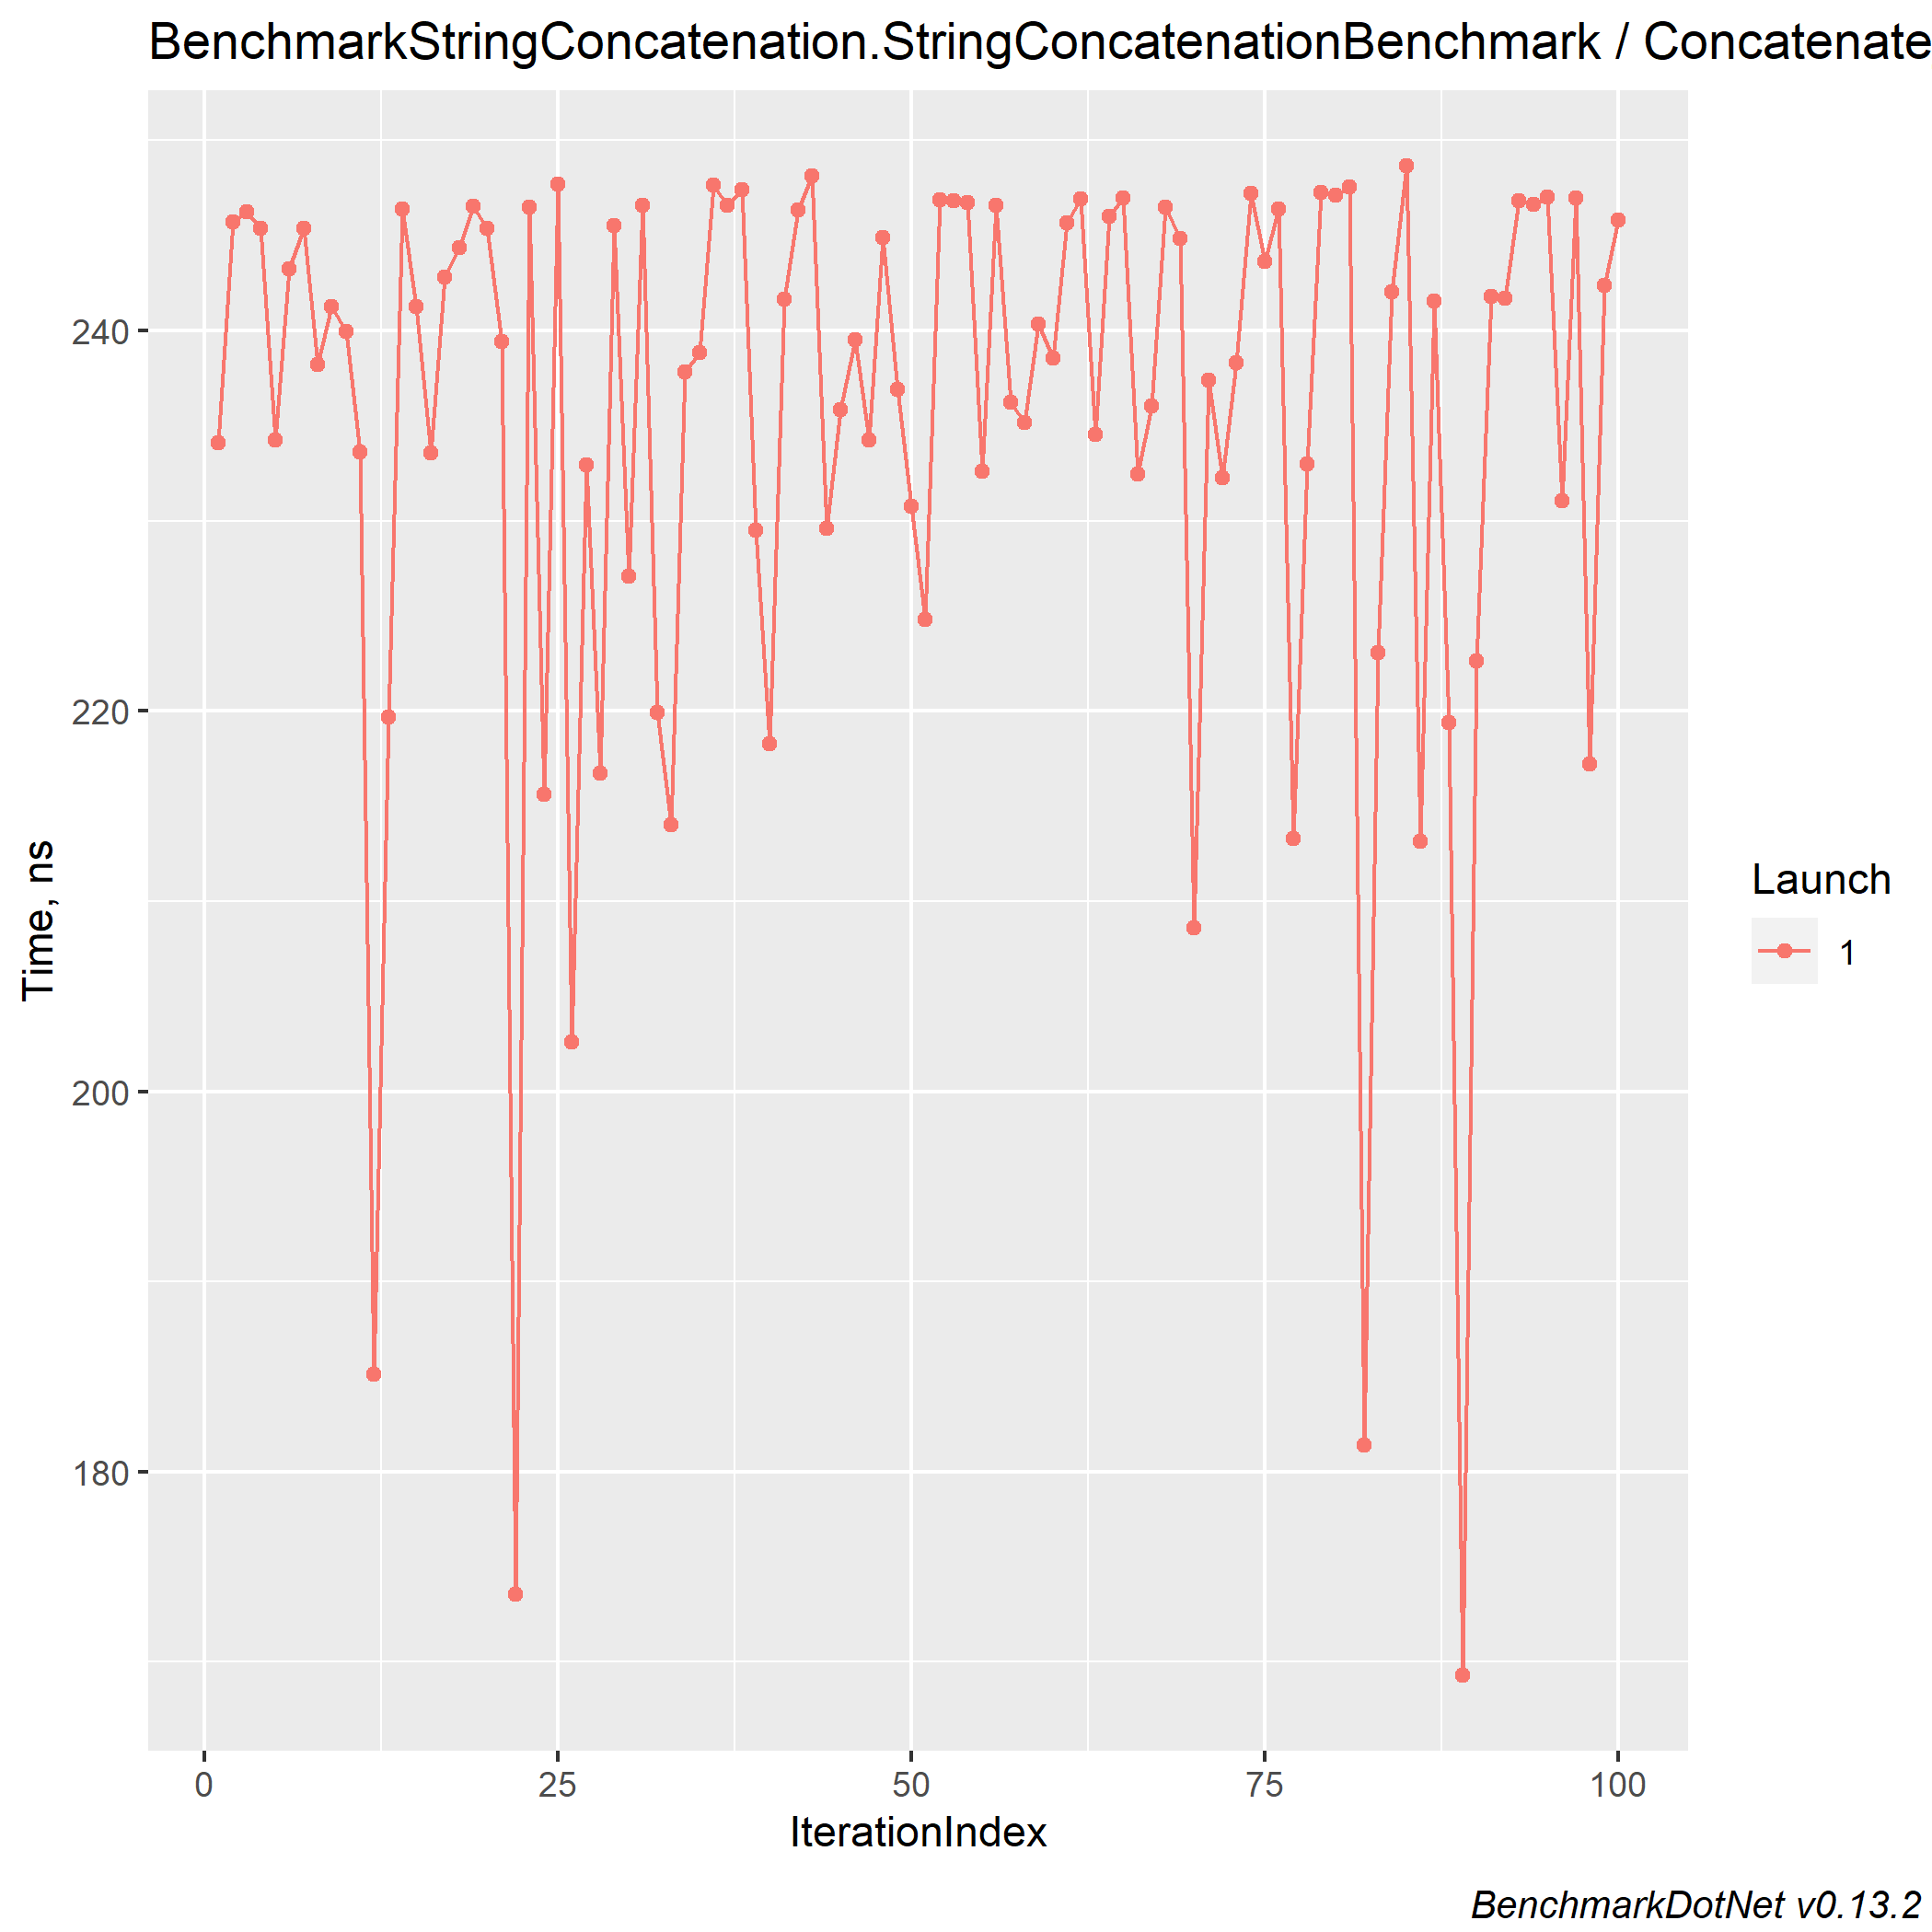 BenchmarkStringConcatenation.StringConcatenationBenchmark / Concatenate
240
220
200
180
Time, ns
0 25 50 75 100
IterationIndex
Launch
1
BenchmarkDotNet v0.13.2